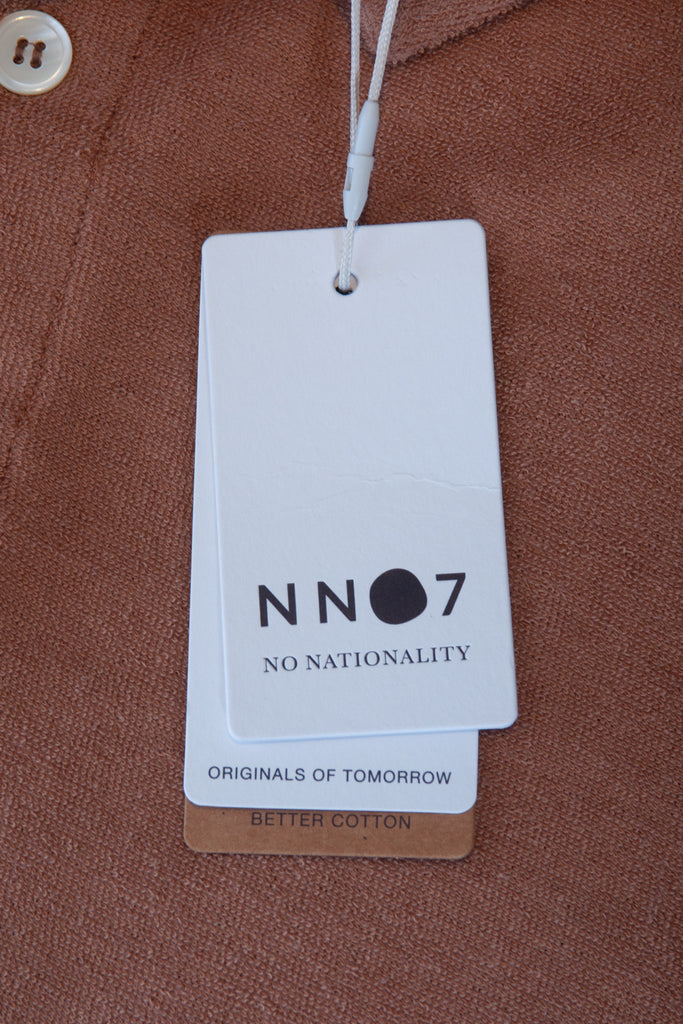 NN07
NO NATIONALITY
ORIGINALS OF TOMORROW
BETTER COTTON